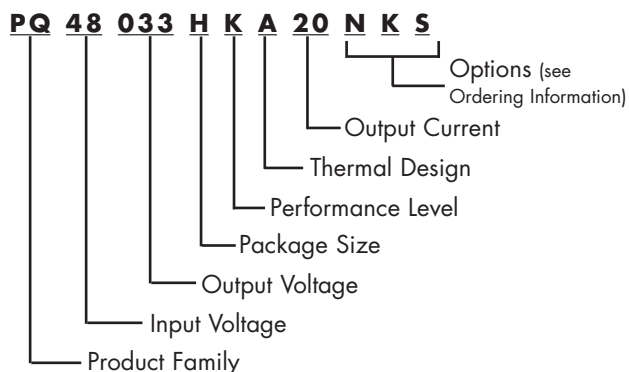 PQ 48 033 H K A 20 N K S
Options (see
Ordering Information)
Output Current
Thermal Design
Performance Level
Package Size
Output Voltage
Input Voltage
Product Family